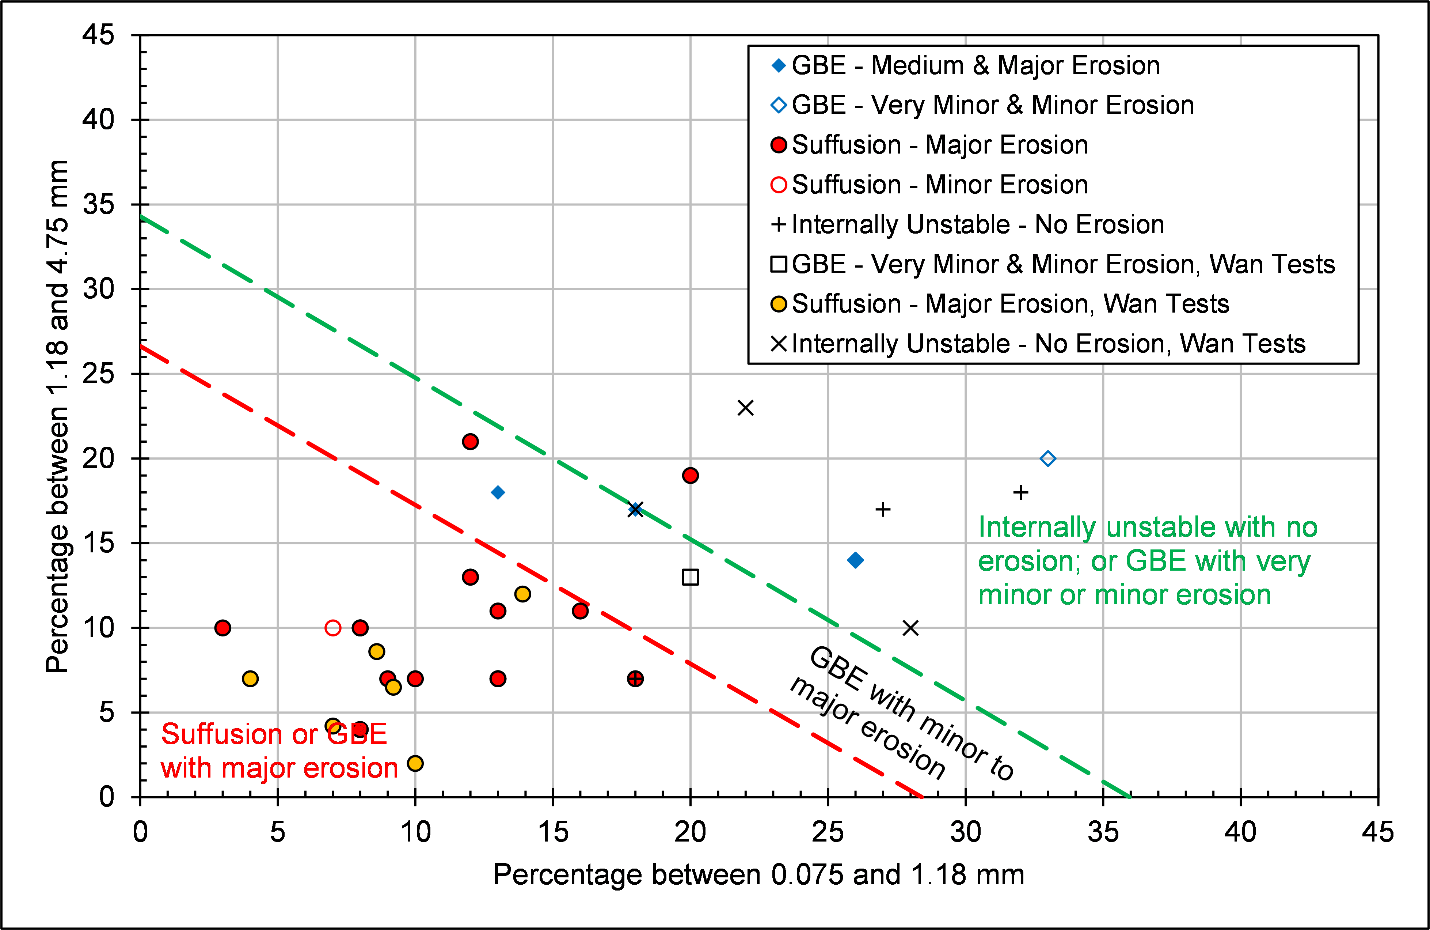 45
40
35
30
25
20
15
10
5
0
Percentage between 1.18 and 4.75 mm
GBE - Medium & Major Erosion
GBE - Very Minor & Minor Erosion
Suffusion - Major Erosion
Suffusion - Minor Erosion
Internally Unstable - No Erosion
GBE - Very Minor & Minor Erosion, Wan Tests
Suffusion - Major Erosion, Wan Tests
Internally Unstable - No Erosion, Wan Tests
Internally unstable with no
erosion; or GBE with very
minor or minor erosion
GBE with minor to
major erosion
Suffusion or GBE
with major erosion
0 5 10 15 20 25 30 35 40 45
Percentage between 0.075 and 1.18 mm